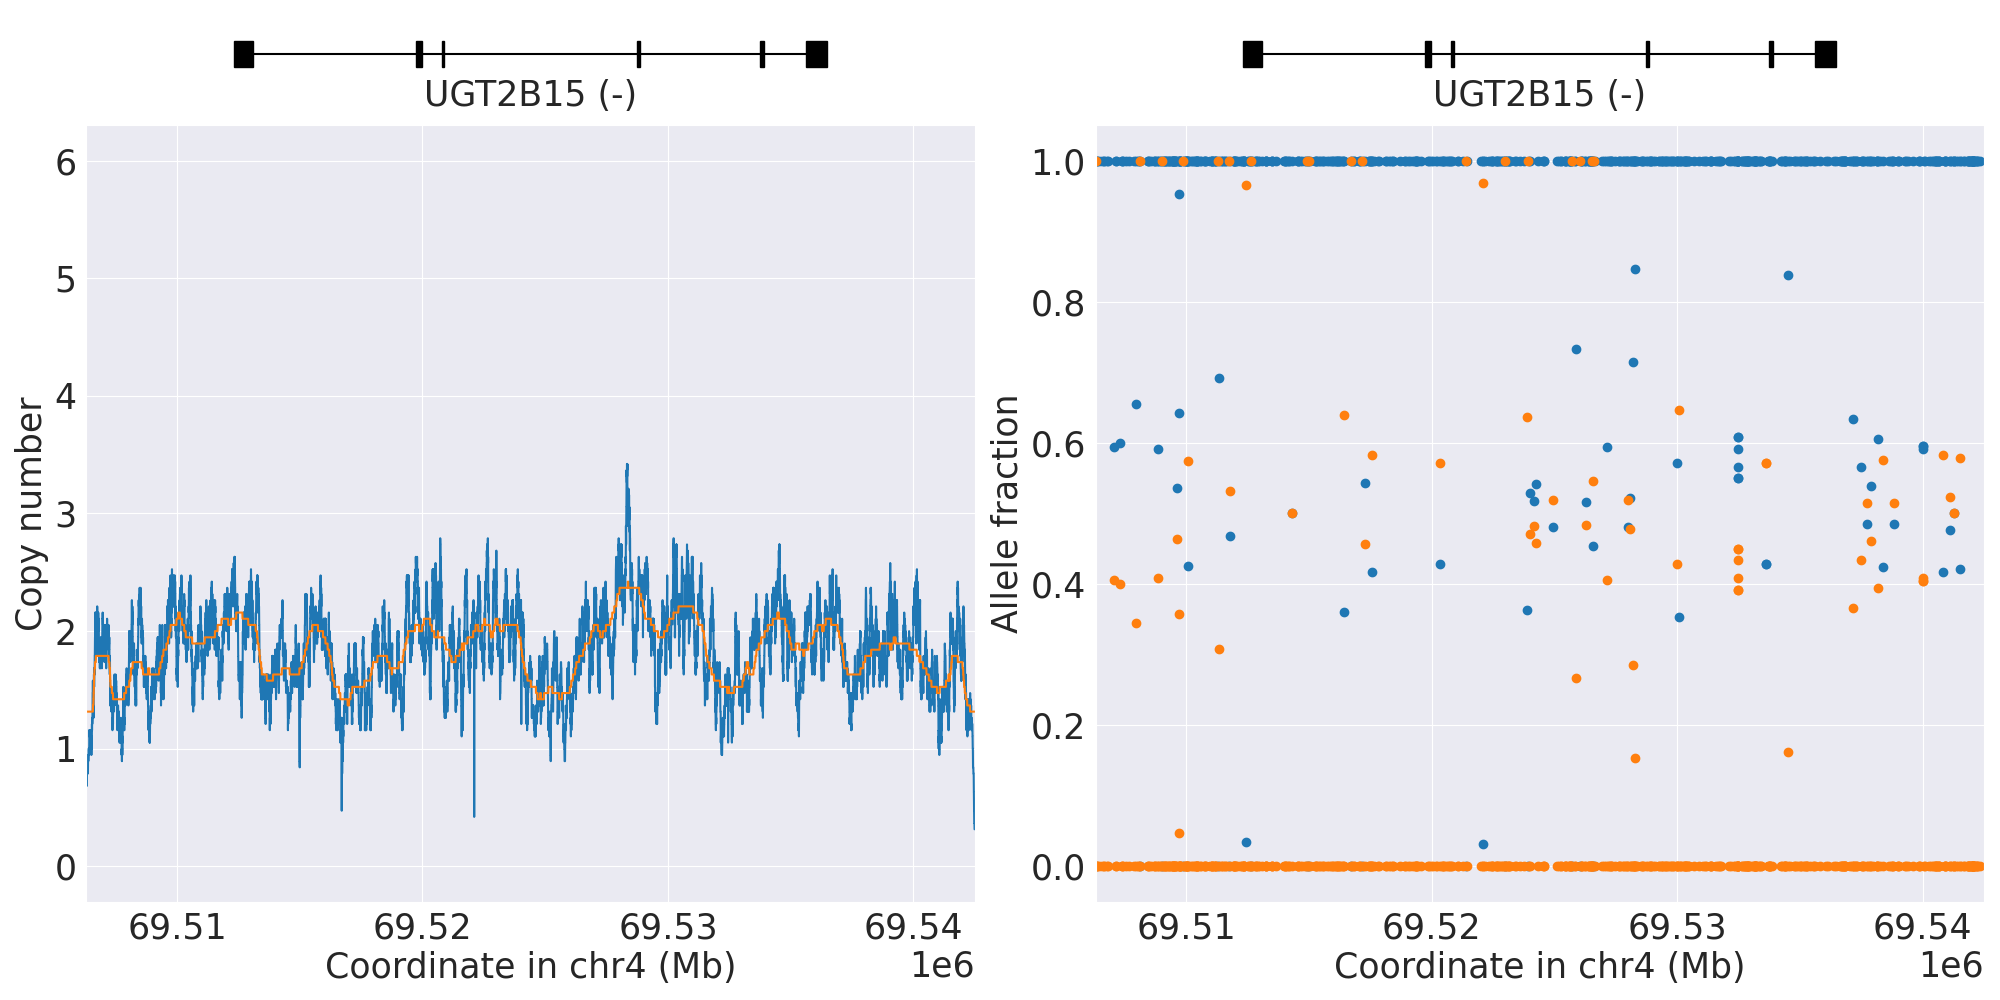 UGT2B15 (-)
UGT2B15 (-)
Copy number
6
5
4
3
2
1
0
69.51 69.52 69.53 69.54
Coordinate in chr4 (Mb)
1e6
Allele fraction
1.0
0.8
0.6
0.4
0.2
0.0
69.51 69.52 69.53 69.54
Coordinate in chr4 (Mb)
1e6